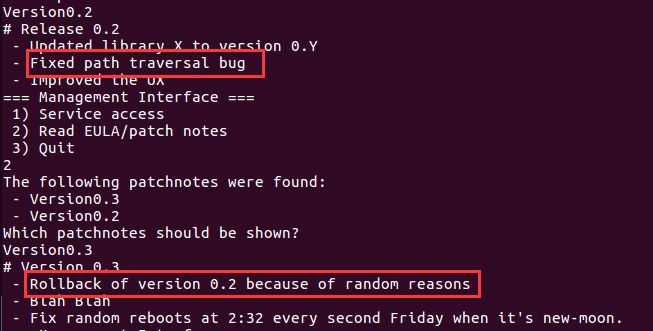 Version0.2
# Release 0.2
- Updated library X to version 0.Y
- Fixed path traversal bug
- Improved the UX
=== Management Interface ===
1) Service access
2) Read EULA/patch notes
3) Quit
2
The following patchnotes were found:
- Version0.3
- Version0.2
Which patchnotes should be shown?
Version0.3
# Version 0.3
- Rollback of version 0.2 because of random reasons
- Blah Blah
- Fix random reboots at 2:32 every second Friday when it's new-moon.